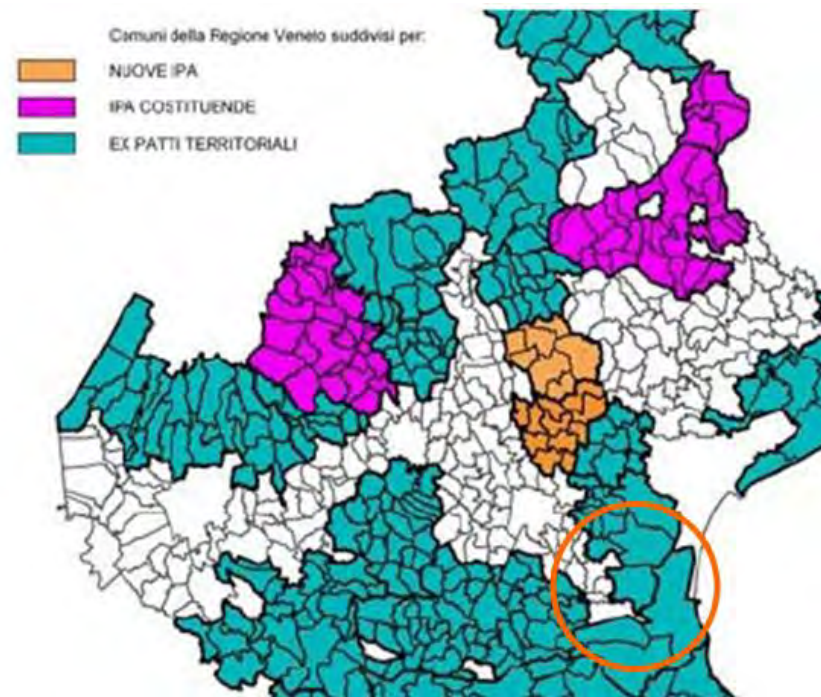 Comuni della Regione Veneto suddivisi per:
NUOVE IPA
IPA COSTITUENDE
EX PATTI TERRITORIALI